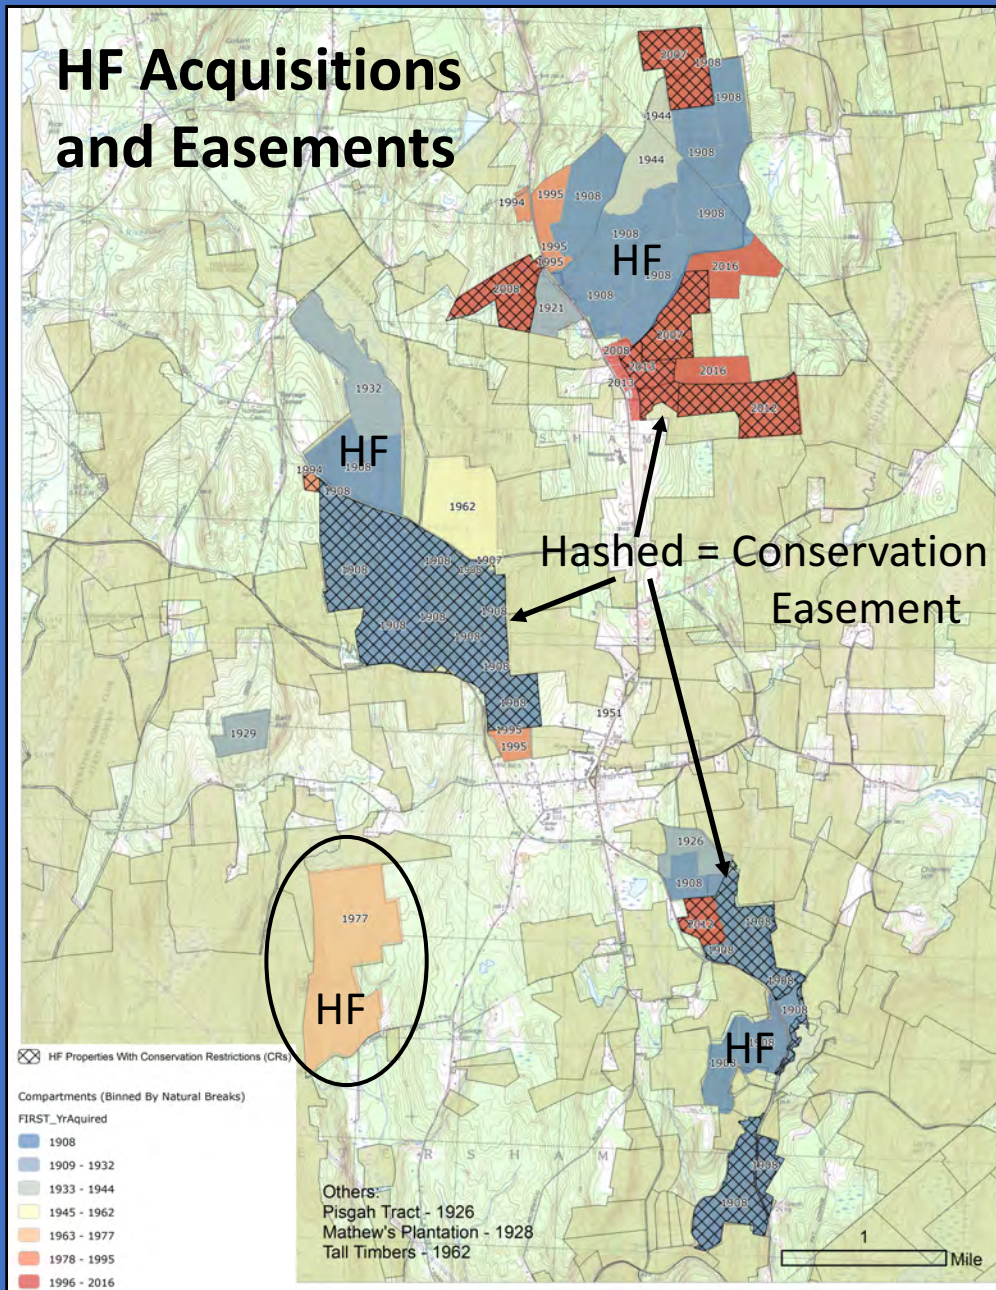 HF Acquisitions
and Easements
2007
1908
1908
1944
1944
1908
1995
1908
1994
1908
1908
1995
HF
1995
1908
2016
2008
1908
1921
2007
2008
2013
2016
2013
2012
1932
HF
1908
1994
1908
1962
S H A M
Hashed = Conservation
Easement
1908
1907
1908
1908
1908
1908
1908
1908
1908
1908
1995
1995
1951
1929
1926
1908
2012
1908
1908
1908
1908
1977
HF
1908
HF
1908
1908
1908
HF Properties With Conservation Restrictions (CRs)
Compartments (Binned By Natural Breaks)
FIRST_YrAquired
1908
1909 - 1932
1933 - 1944
1945 - 1962
1963 - 1977
1978 - 1995
1996 - 2016
E T E R S H A M
Others:
Pisgah Tract - 1926
Mathew's Plantation - 1928
Tall Timbers - 1962
1
Mile